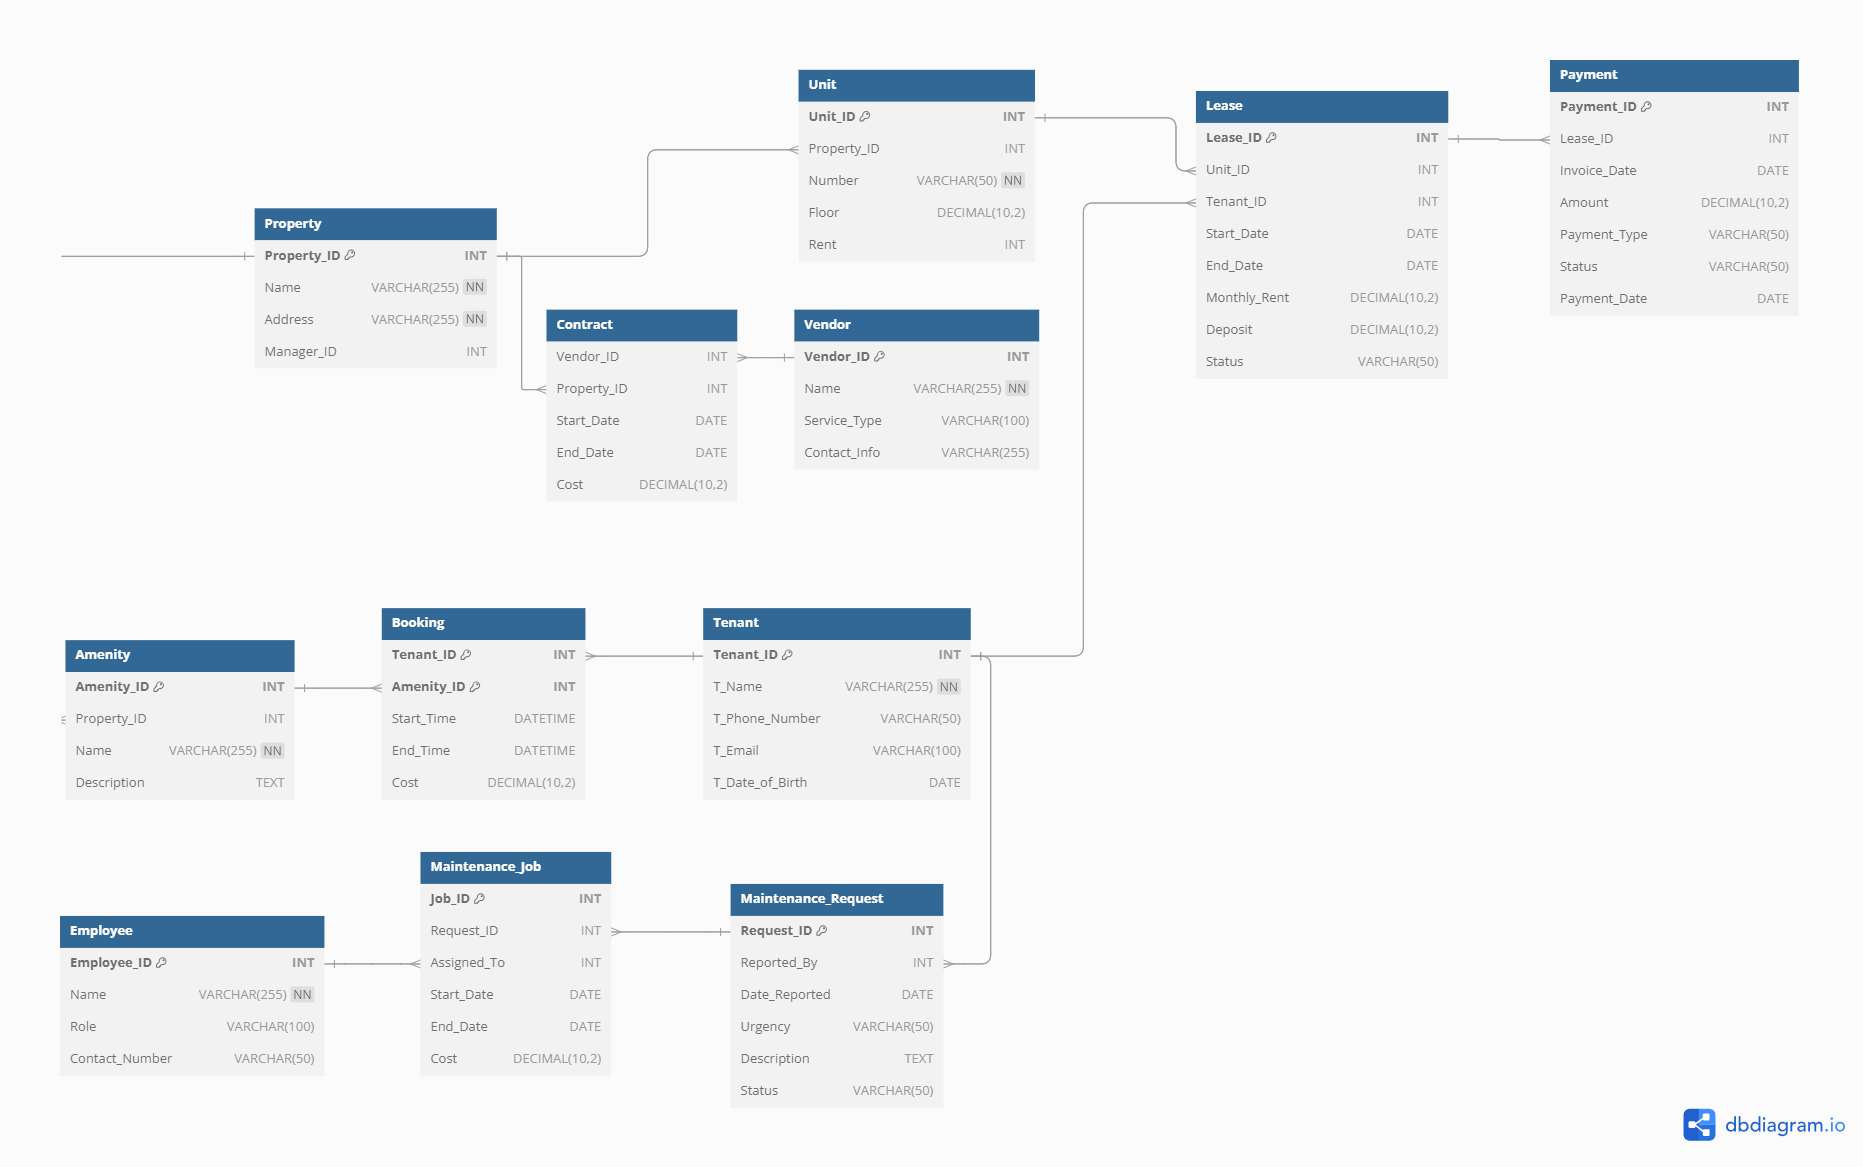 Unit
Unit_ID INT
Property_ID INT
Number VARCHAR(50) NN
Floor DECIMAL(10,2)
Rent INT
Lease
Lease_ID INT
Unit_ID INT
Tenant_ID INT
Start_Date DATE
End_Date DATE
Monthly_Rent DECIMAL(10,2)
Deposit DECIMAL(10,2)
Status VARCHAR(50)
Payment
Payment_ID INT
Lease_ID INT
Invoice_Date DATE
Amount DECIMAL(10,2)
Payment_Type VARCHAR(50)
Status VARCHAR(50)
Payment_Date DATE
Property
Property_ID INT
Name VARCHAR(255) NN
Address VARCHAR(255) NN
Manager_ID INT
Contract
Vendor_ID INT
Property_ID INT
Start_Date DATE
End_Date DATE
Cost DECIMAL(10,2)
Vendor
Vendor_ID INT
Name VARCHAR(255) NN
Service_Type VARCHAR(100)
Contact_Info VARCHAR(255)
Amenity
Amenity_ID INT
Property_ID INT
Name VARCHAR(255) NN
Description TEXT
Booking
Tenant_ID INT
Amenity_ID INT
Start_Time DATETIME
End_Time DATETIME
Cost DECIMAL(10,2)
Tenant
Tenant_ID INT
T_Name VARCHAR(255) NN
T_Phone_Number VARCHAR(50)
T_Email VARCHAR(100)
T_Date_of_Birth DATE
Employee
Employee_ID INT
Name VARCHAR(255) NN
Role VARCHAR(100)
Contact_Number VARCHAR(50)
Maintenance_Job
Job_ID INT
Request_ID INT
Assigned_To INT
Start_Date DATE
End_Date DATE
Cost DECIMAL(10,2)
Maintenance_Request
Request_ID INT
Reported_By INT
Date_Reported DATE
Urgency VARCHAR(50)
Description TEXT
Status VARCHAR(50)
dbdiagram.io